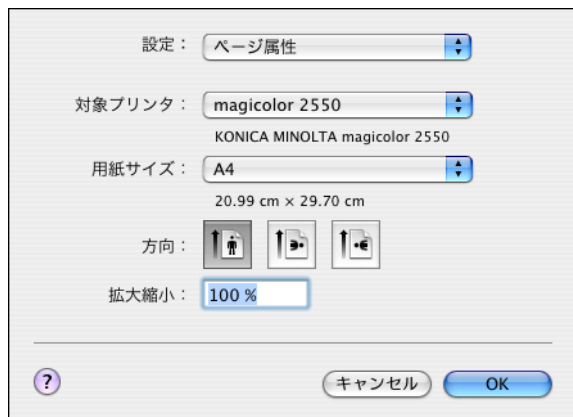 設定： ページ属性
対象プリンタ： magicolor 2550
KONICA MINOLTA magicolor 2550
用紙サイズ： A4
20.99 cm × 29.70 cm
方向：
拡大縮小： 100 %
? キャンセル OK